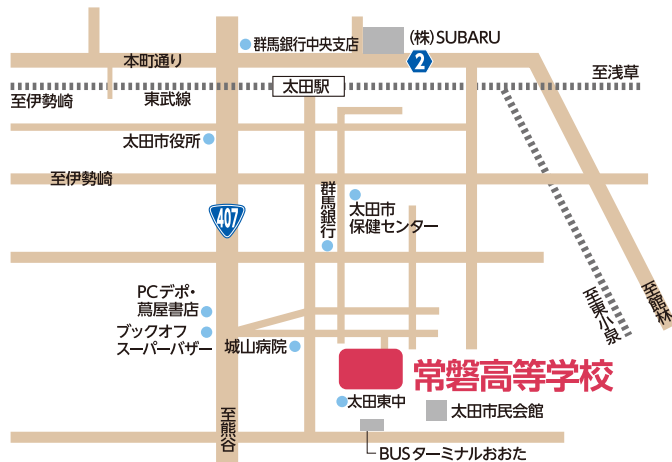 (株)SUBARU
群馬銀行中央支店
本町通り
2
至浅草
太田駅
東武線
至伊勢崎
太田市役所
至伊勢崎
群馬銀行
太田市
保健センター
407
PCデポ・
蔦屋書店
ブックオフ
スーパーバザー
城山病院
至東小泉
至館林
常磐高等学校
太田東中
太田市民会館
至熊谷
BUSターミナルおおた